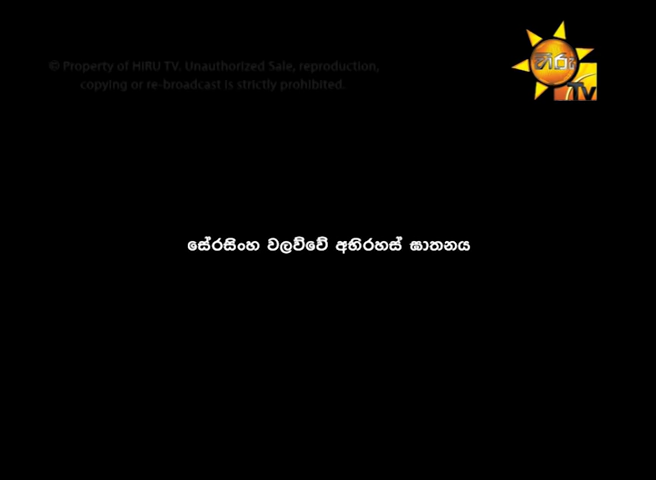 © Property of HIRU TV. Unauthorized Sale, reproduction,
copying or re-broadcast is strictly prohibited.
හිරු
TV
සේරසිංහ වලව්වේ අභිරහස් ඝාතනය